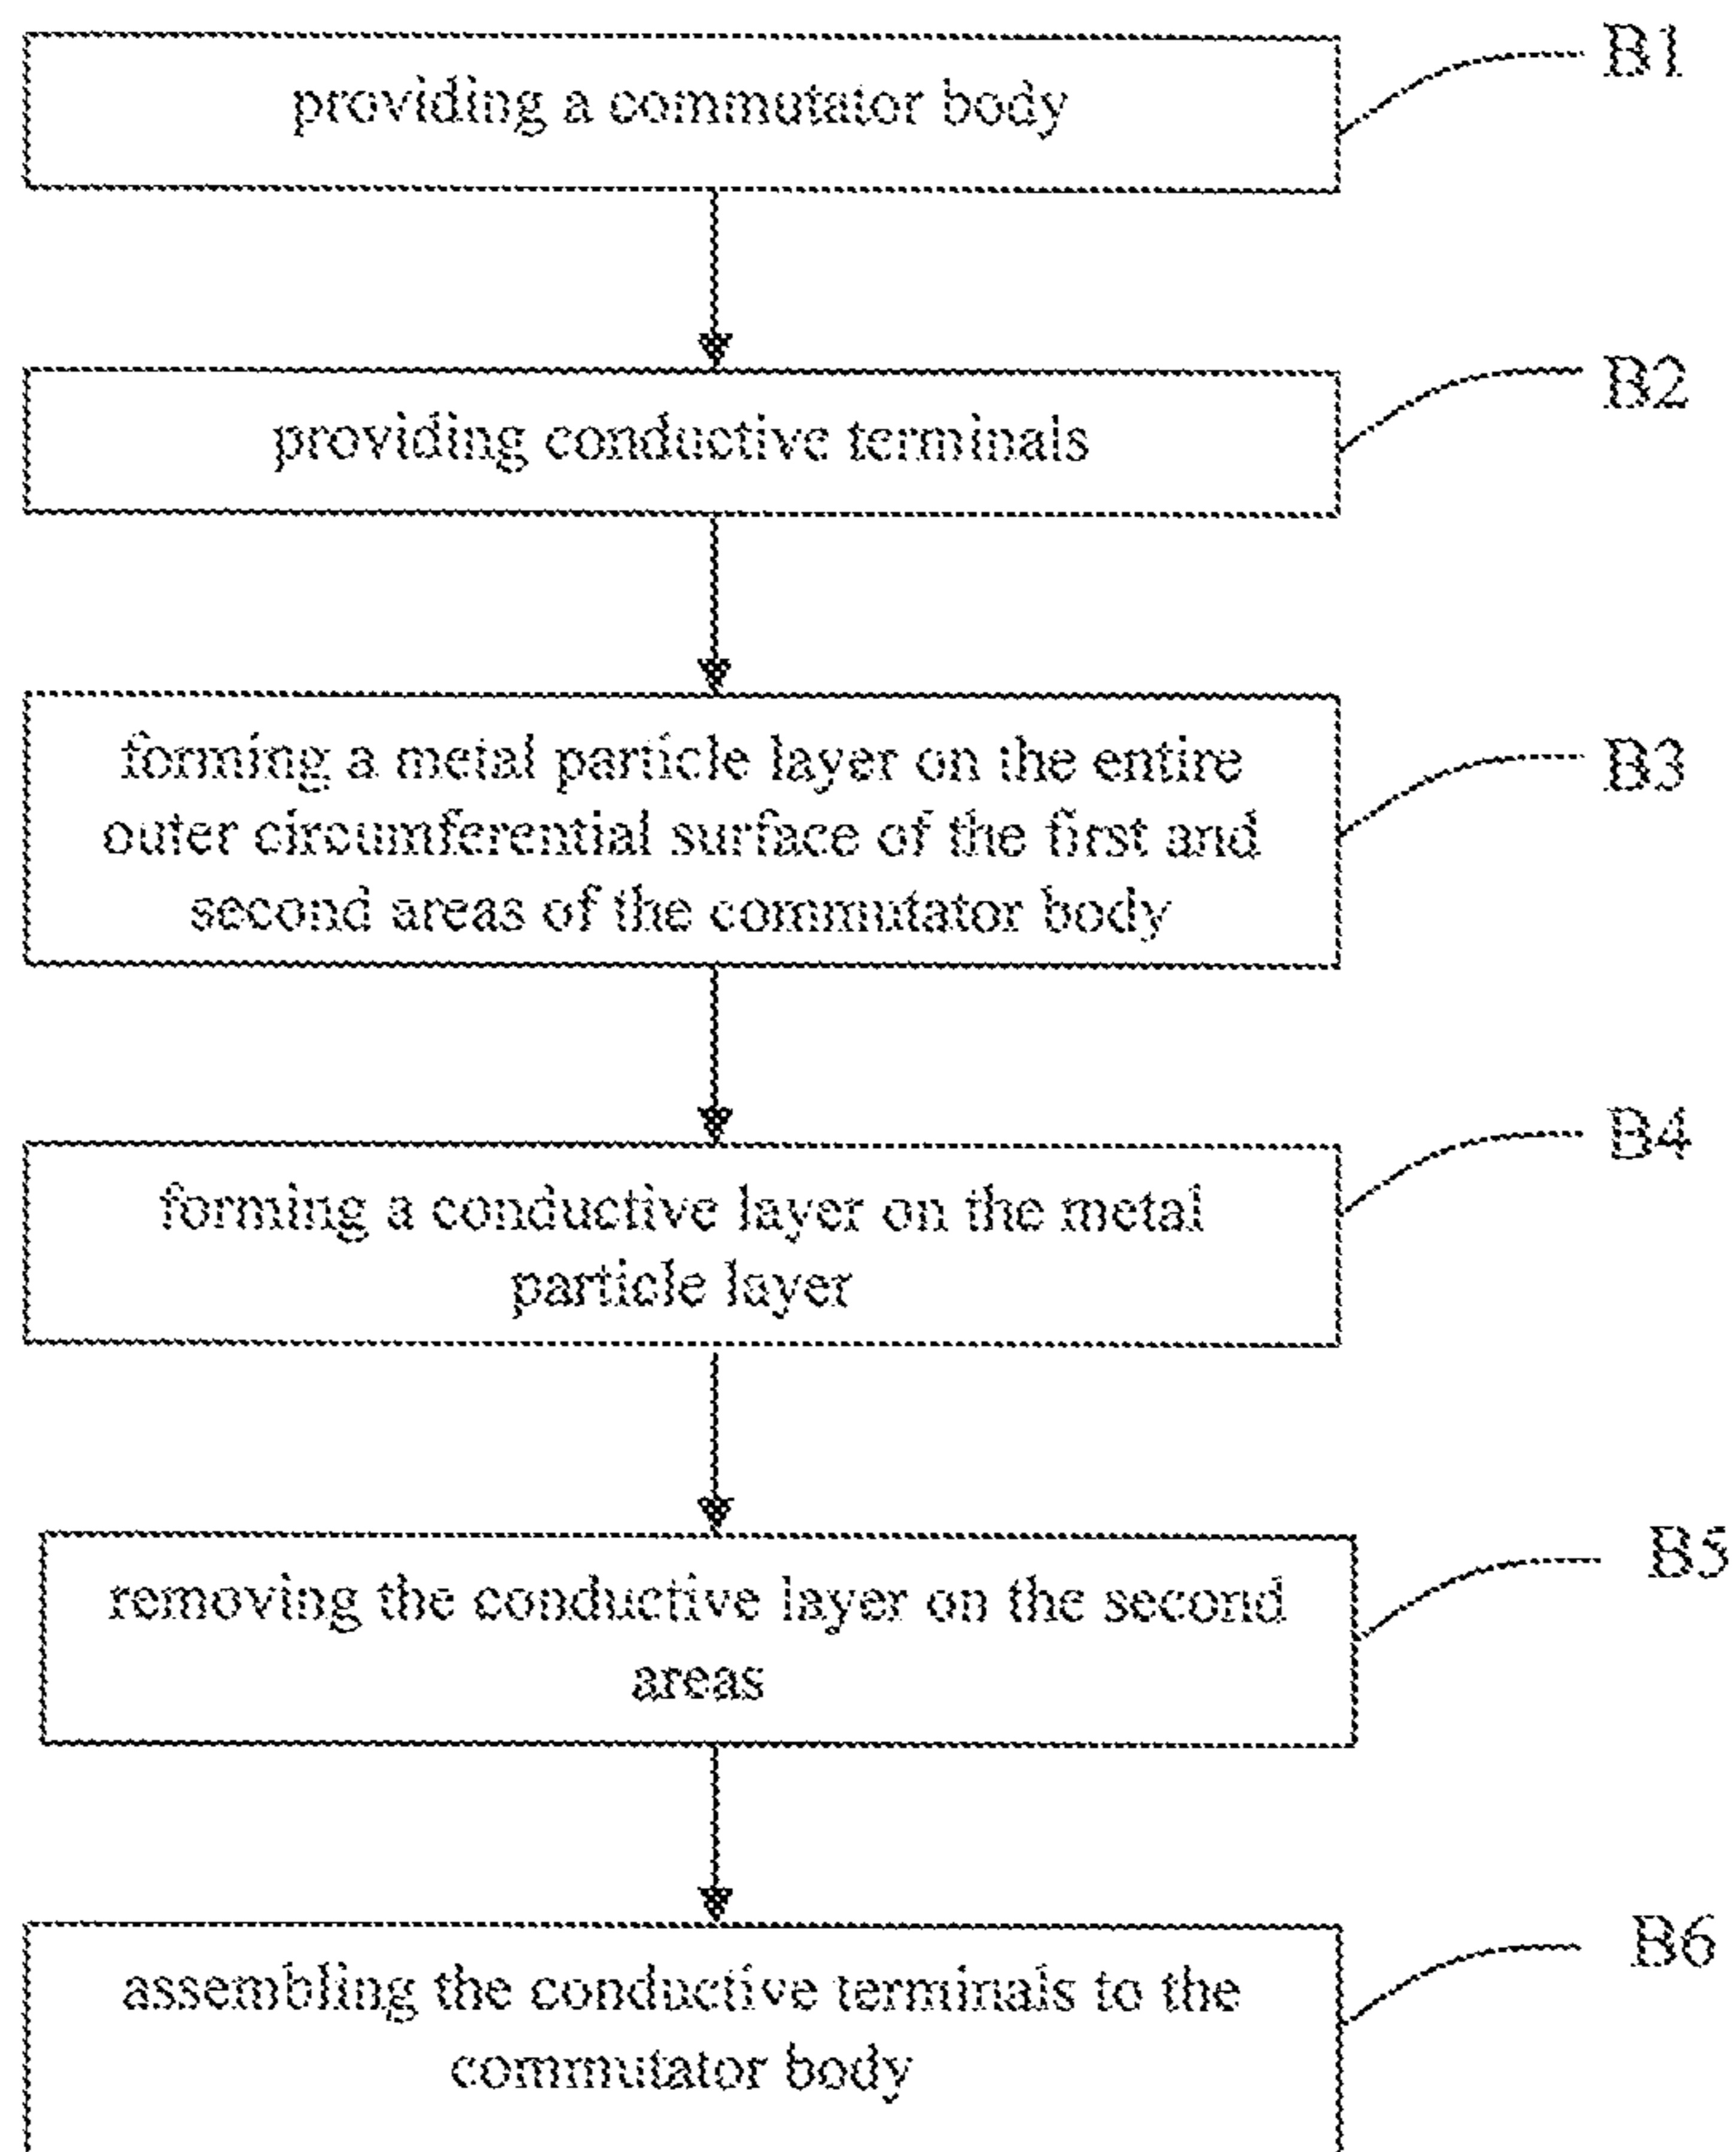 providing a commutator body
B1
providing conductive terminals
B2
forming a metal particle layer on the entire
outer circumferential surface of the first and
second areas of the commutator body
B3
forming a conductive layer on the metal
particle layer
B4
removing the conductive layer on the second
areas
B5
assembling the conductive terminals to the
commutator body
B6